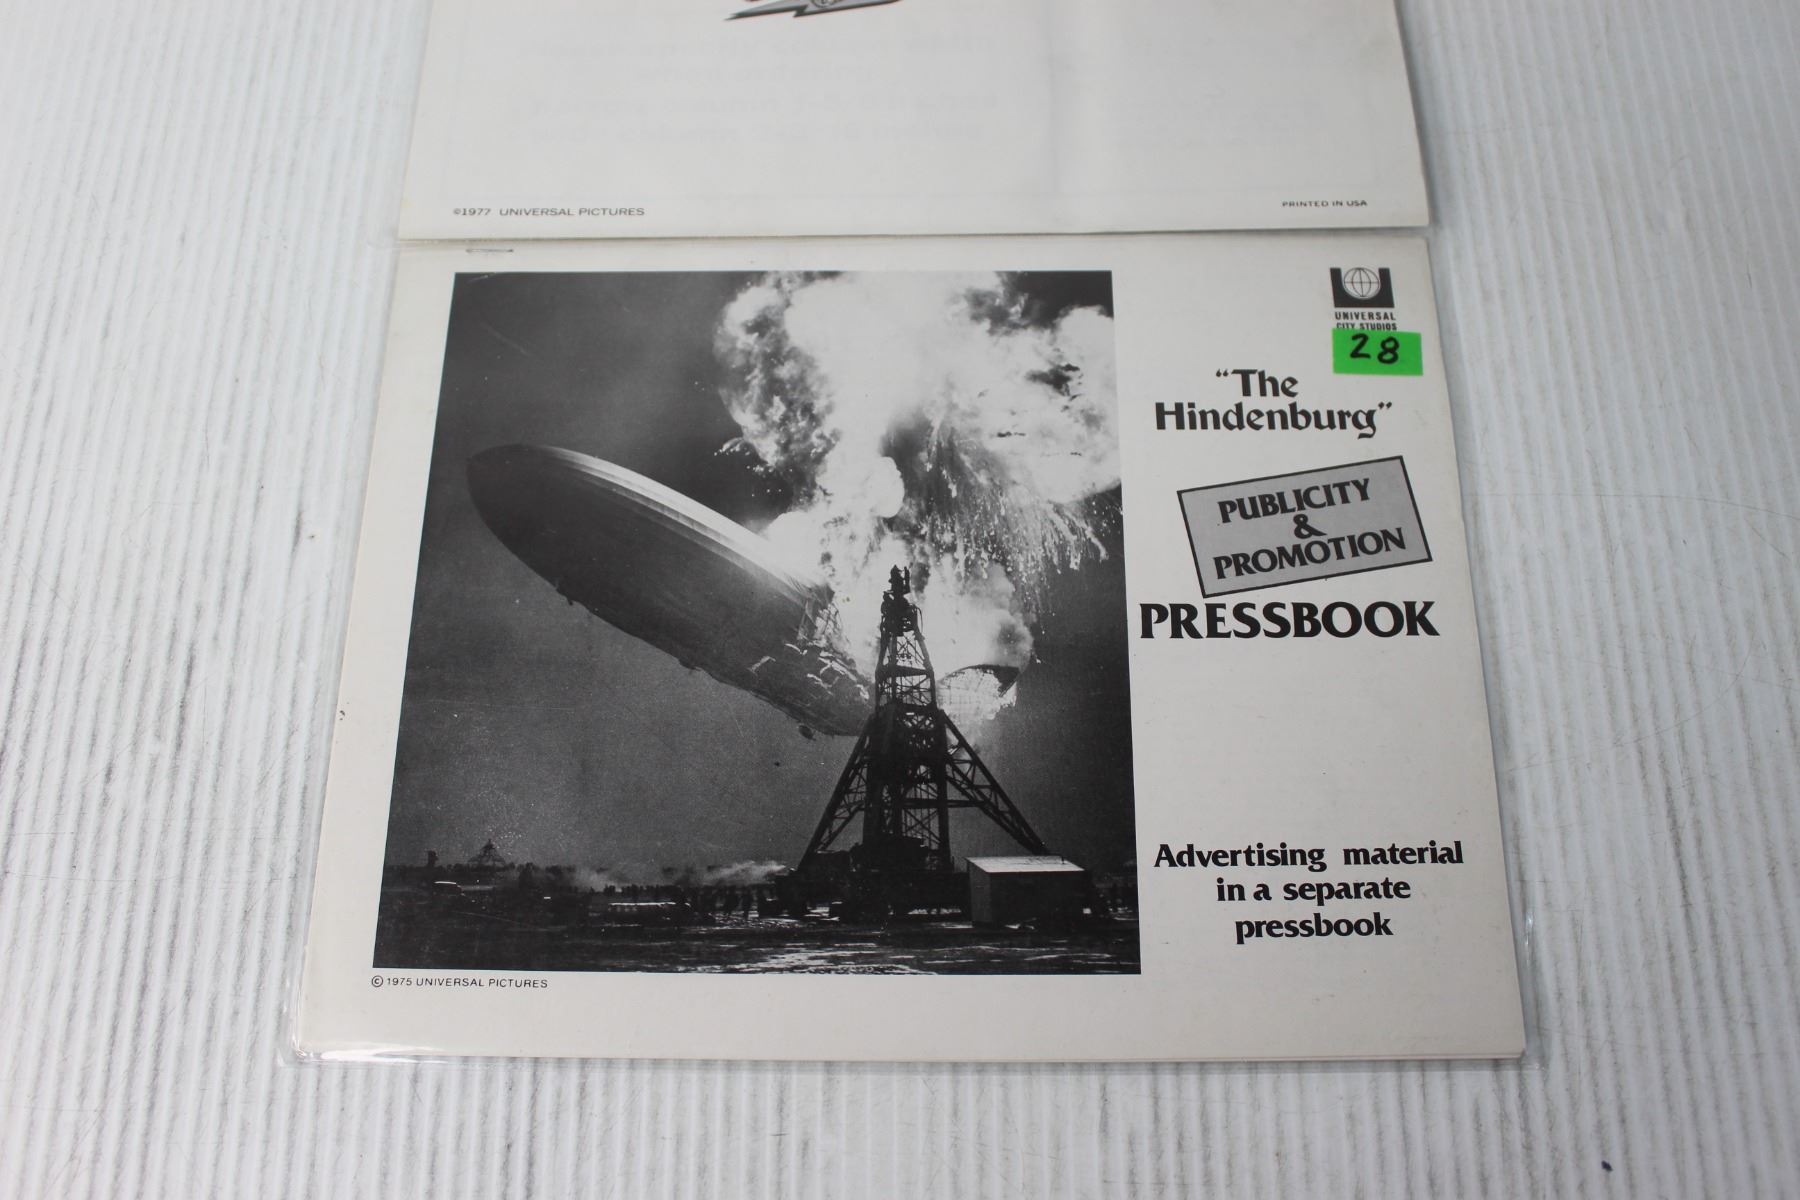 ©1977 UNIVERSAL PICTURES
PRINTED IN USA
UNIVERSAL
CITY STUDIOS
28
“The
Hindenburg”
PUBLICITY
&
PROMOTION
PRESSBOOK
Advertising material
in a separate
pressbook
©1975 UNIVERSAL PICTURES